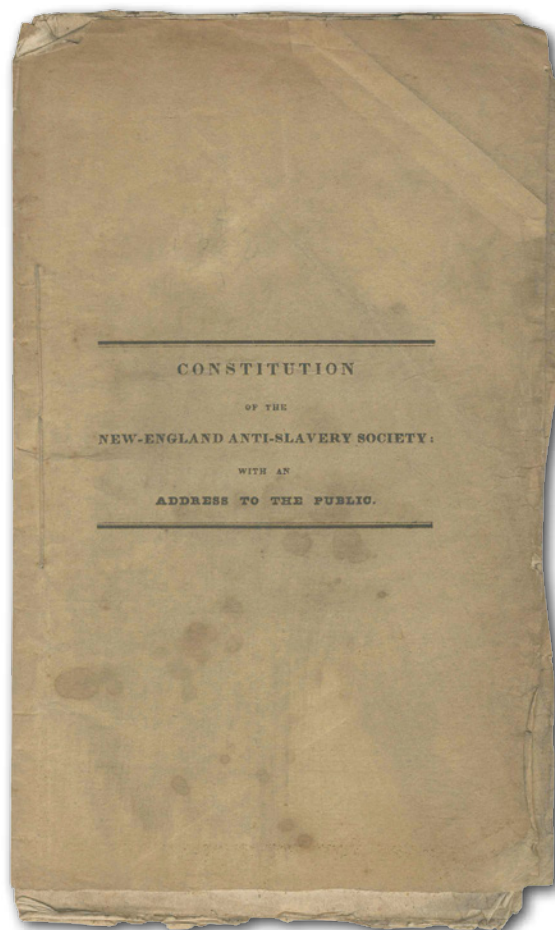 CONSTITUTION
OF THE
NEW-ENGLAND ANTI-SLAVERY SOCIETY:
WITH AN
ADDRESS TO THE PUBLIC.